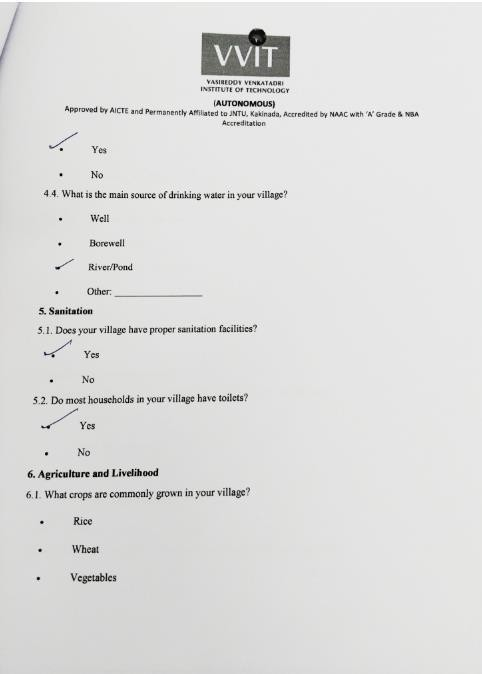 VVIT
VASIREDDY VENKATADRI
INSTITUTE OF TECHNOLOGY
(AUTONOMOUS)
Approved by AICTE and Permanently Affiliated to JNTU, Kakinada, Accredited by NAAC with 'A' Grade & NBA
Accreditation
✓ Yes
• No
4.4. What is the main source of drinking water in your village?
• Well
• Borewell
✓ River/Pond
• Other: ____________________
5. Sanitation
5.1. Does your village have proper sanitation facilities?
✓ Yes
• No
5.2. Do most households in your village have toilets?
✓ Yes
• No
6. Agriculture and Livelihood
6.1. What crops are commonly grown in your village?
• Rice
• Wheat
• Vegetables